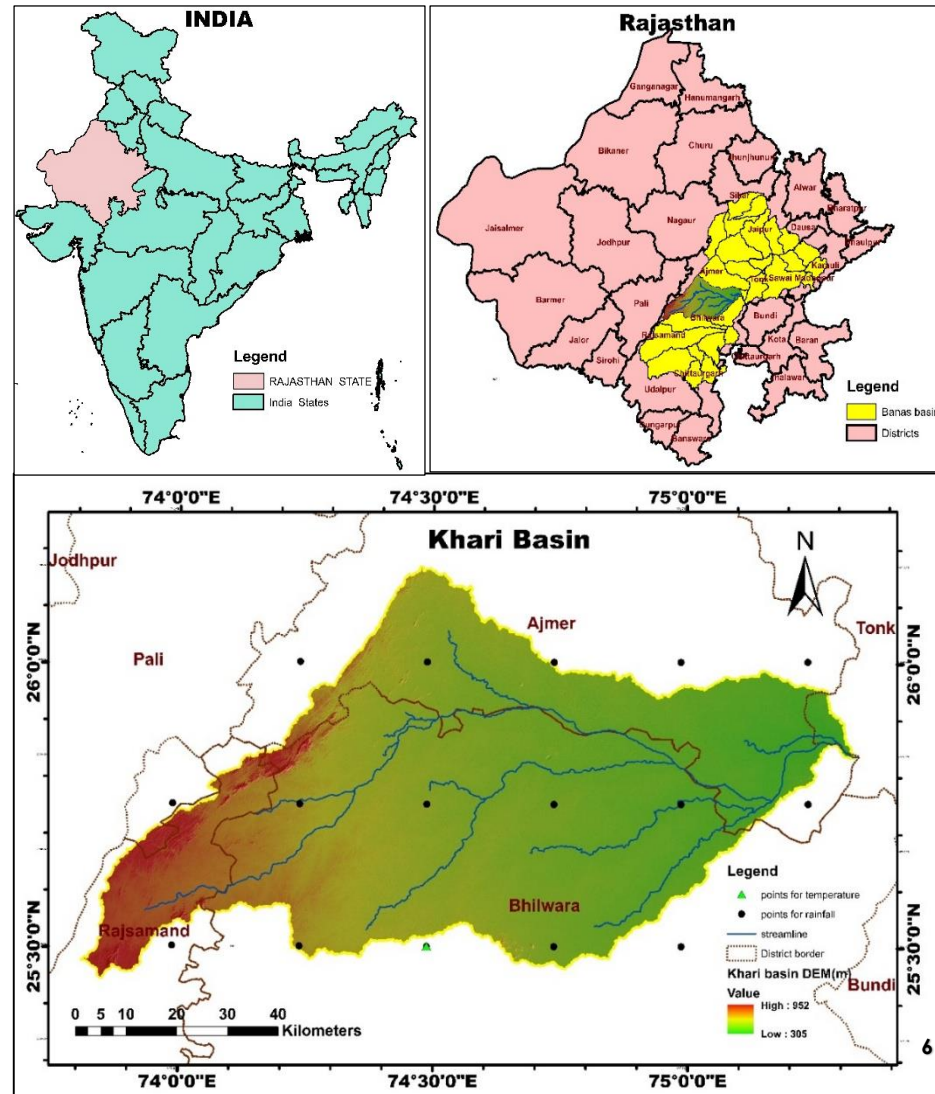 INDIA
Legend
RAJASTHAN STATE
India States
Rajasthan
Ganganagar
Hanumangarh
Churu
Bikaner
Jhunjhunu
Alwar
Sikar
Bharatpur
Nagaur
Jaipur
Dausa
Jaisalmer
Jodhpur
Dhaulpur
Karauli
Ajmer
Tonk
Sawai Madhopur
Barmer
Pali
Bhilwara
Bundi
Rajsamand
Kota
Baran
Jalor
Sirohi
Chittaurgarh
Chittaurgarh
Jhalawar
Udaipur
Dungarpur
Banswara
Legend
Banas basin
Districts
74°0'0"E
74°30'0"E
75°0'0"E
Khari Basin
N
Jodhpur
Ajmer
Tonk
Pali
26°0'0"N
26°0'0"N
Bhilwara
Rajsamand
25°30'0"N
25°30'0"N
Bundi
Legend
points for temperature
points for rainfall
streamline
District border
Khari basin DEM(m)
Value
High : 952
Low : 305
0 5 10 20 30 40
Kilometers
6
74°0'0"E
74°30'0"E
75°0'0"E